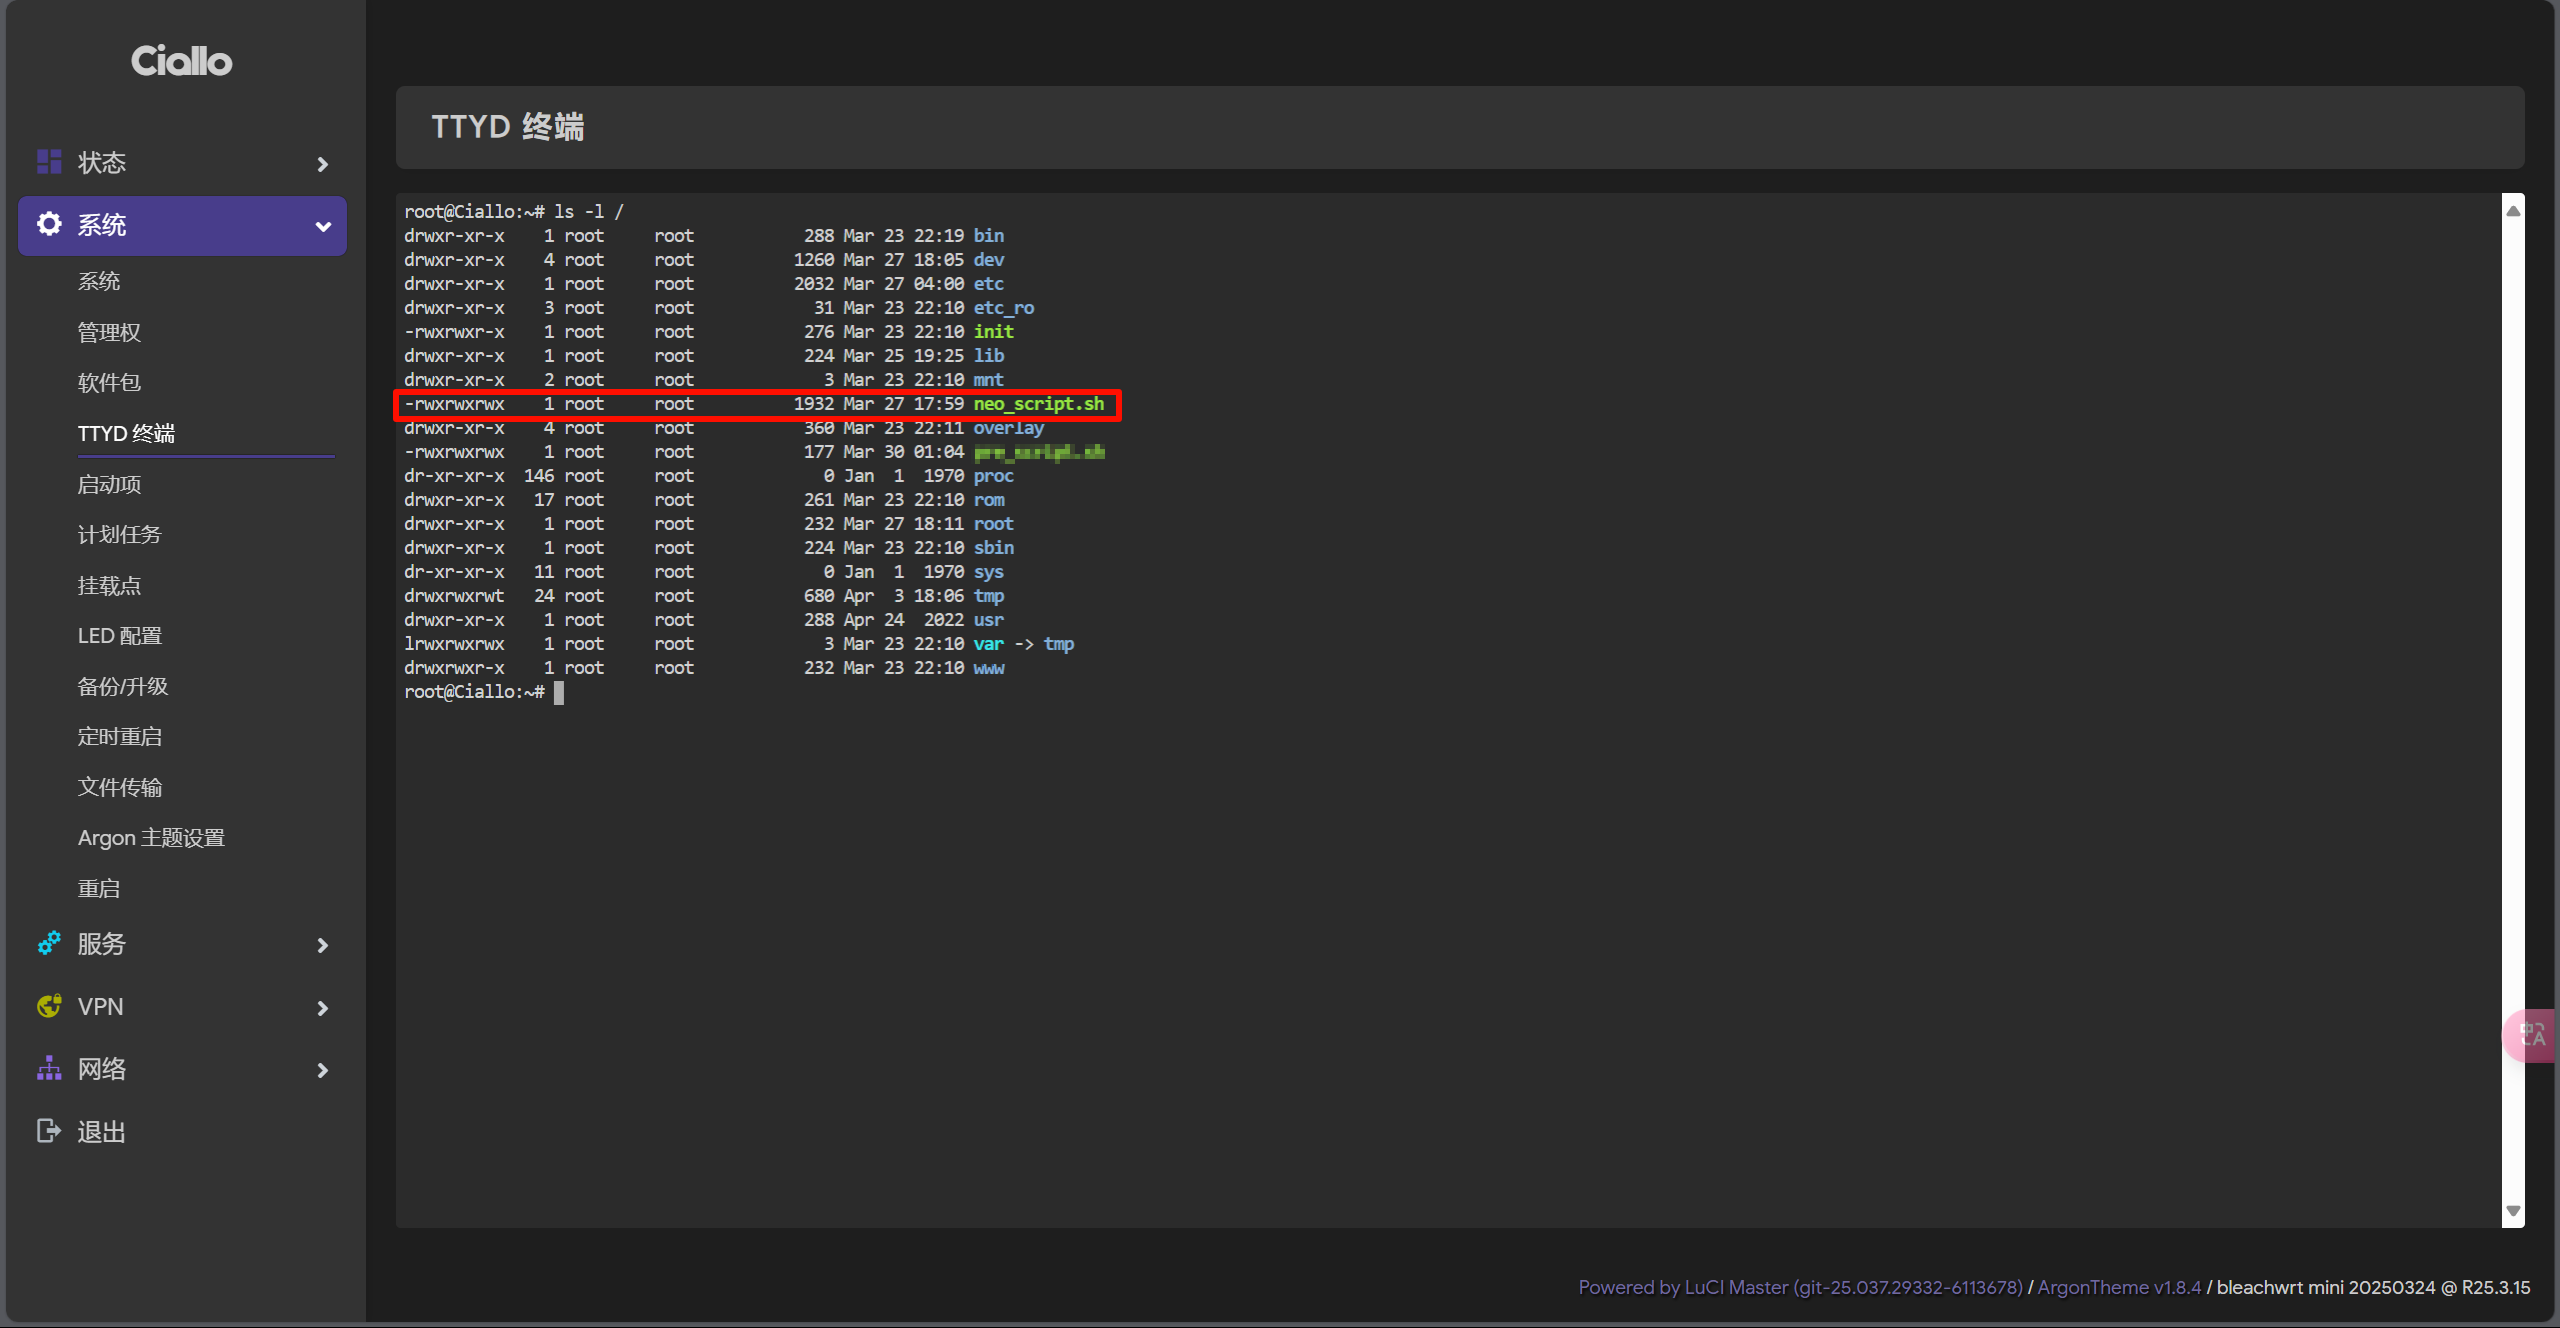 Ciallo
状态
系统
系统
管理权
软件包
TTYD 终端
启动项
计划任务
挂载点
LED 配置
备份/升级
定时重启
文件传输
Argon 主题设置
重启
服务
VPN
网络
退出
TTYD 终端
root@Ciallo:~# ls -l /
drwxr-xr-x    1 root     root           288 Mar 23 22:19 bin
drwxr-xr-x    4 root     root          1260 Mar 27 18:05 dev
drwxr-xr-x    1 root     root          2032 Mar 27 04:00 etc
drwxr-xr-x    3 root     root            31 Mar 23 22:10 etc_ro
-rwxrwxr-x    1 root     root           276 Mar 23 22:10 init
drwxr-xr-x    1 root     root           224 Mar 25 19:25 lib
drwxr-xr-x    2 root     root             3 Mar 23 22:10 mnt
-rwxrwxrwx    1 root     root          1932 Mar 27 17:59 neo_script.sh
drwxr-xr-x    4 root     root           360 Mar 23 22:11 overlay
-rwxrwxrwx    1 root     root           177 Mar 30 01:04
dr-xr-xr-x  146 root     root             0 Jan  1  1970 proc
drwxr-xr-x   17 root     root           261 Mar 23 22:10 rom
drwxr-xr-x    1 root     root           232 Mar 27 18:11 root
drwxr-xr-x    1 root     root           224 Mar 23 22:10 sbin
dr-xr-xr-x   11 root     root             0 Jan  1  1970 sys
drwxrwxrwt   24 root     root           680 Apr  3 18:06 tmp
drwxr-xr-x    1 root     root           288 Apr 24  2022 usr
lrwxrwxrwx    1 root     root             3 Mar 23 22:10 var -> tmp
drwxrwxr-x    1 root     root           232 Mar 23 22:10 www
root@Ciallo:~#
中A
Powered by LuCI Master (git-25.037.29332-6113678) / ArgonTheme v1.8.4 / bleachwrt mini 20250324 @ R25.3.15